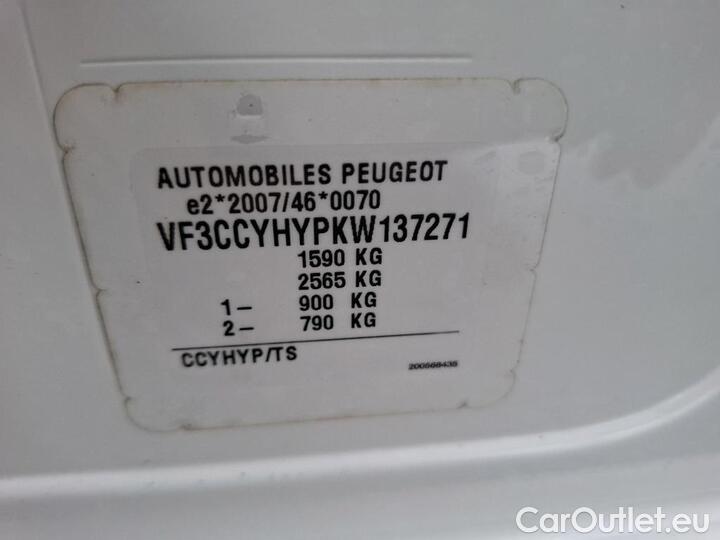 AUTOMOBILES PEUGEOT
e2*2007/46*0070
VF3CCYHYPKW137271
1590 KG
2565 KG
1- 900 KG
2- 790 KG
CCYHYP/TS
200568435
CarOutlet.eu